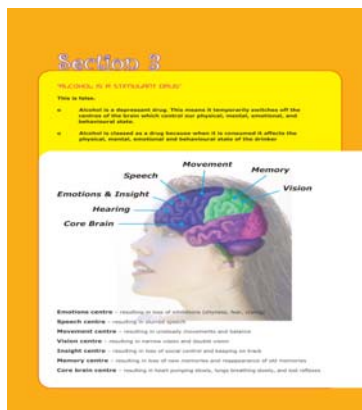 Section 3
'ALCOHOL IS A STIMULANT DRUG'
This is false.
o Alcohol is a depressant drug. This means it temporarily switches off the
centres of the brain which control our physical, mental, emotional, and
behavioural state.
o Alcohol is classed as a drug because when it is consumed it affects the
physical, mental, emotional and behavioural state of the drinker
Movement
Speech
Memory
Emotions & Insight
Vision
Hearing
Core Brain
Emotions centre – resulting in loss of inhibitions (shyness, fear,
Speech centre – resulting in slurred speech
Movement centre – resulting in unsteady movements and balance
Vision centre – resulting in narrow vision and double vision
Insight centre – resulting in loss of social control and keeping on track
Memory centre – resulting in loss of new memories and reappearance of old memories
Core brain centre – resulting in heart pumping slowly, lungs breathing slowly, and lost reflexes